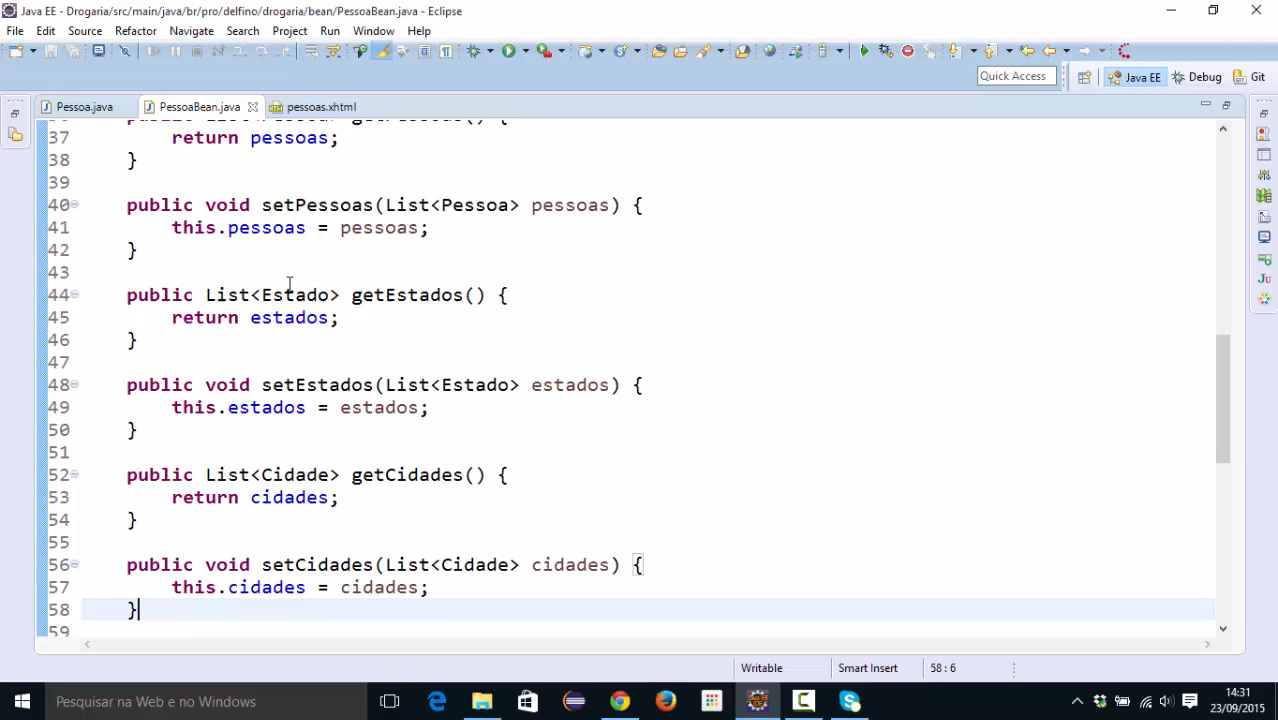 Java EE - Drogaria/src/main/java/br/pro/delfino/drogaria/bean/PessoaBean.java - Eclipse
File Edit Source Refactor Navigate Search Project Run Window Help
Quick Access Java EE Debug Git
Pessoa.java PessoaBean.java pessoas.xhtml
37 return pessoas;
38 }
39
40 public void setPessoas(List<Pessoa> pessoas) {
41 this.pessoas = pessoas;
42 }
43
44 public List<Estado> getEstados() {
45 return estados;
46 }
47
48 public void setEstados(List<Estado> estados) {
49 this.estados = estados;
50 }
51
52 public List<Cidade> getCidades() {
53 return cidades;
54 }
55
56 public void setCidades(List<Cidade> cidades) {
57 this.cidades = cidades;
58 }
59
Writable Smart Insert 58 : 6
Pesquisar na Web e no Windows
14:31
23/09/2015